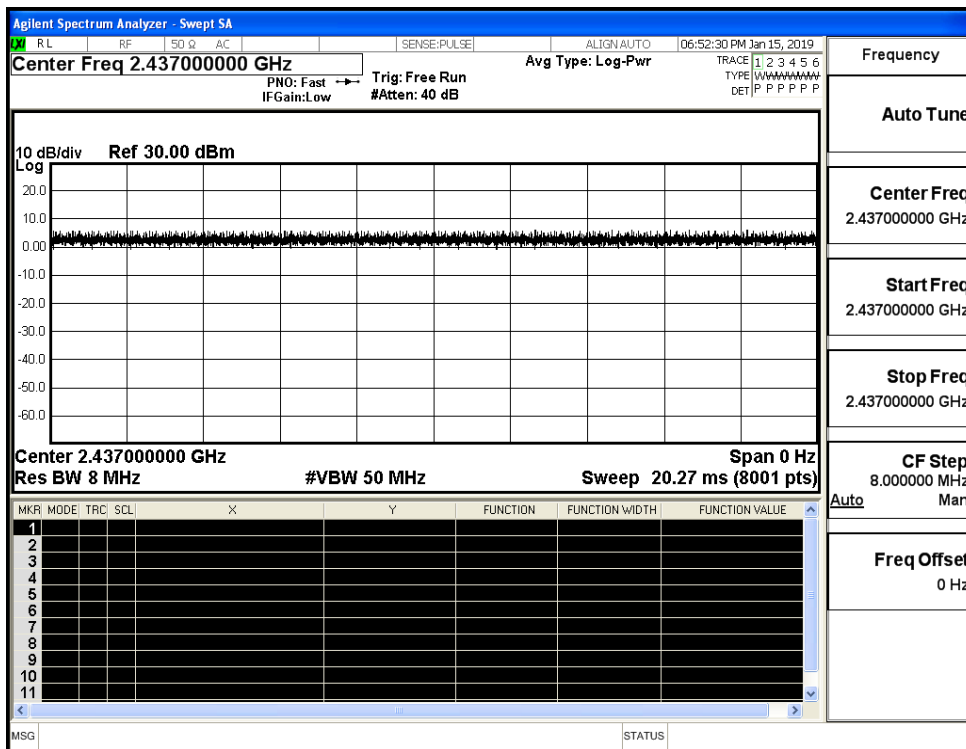 Agilent Spectrum Analyzer - Swept SA
LXI RL RF 50 Ω AC SENSE:PULSE ALIGNAUTO 06:52:30 PM Jan 15, 2019
Center Freq 2.437000000 GHz
PNO: Fast
IFGain:Low
Trig: Free Run
#Atten: 40 dB
Avg Type: Log-Pwr
TRACE 1 2 3 4 5 6
TYPE WWWWWW
DET P P P P P P
10 dB/div Ref 30.00 dBm
Log
20.0
10.0
0.00
-10.0
-20.0
-30.0
-40.0
-50.0
-60.0
Center 2.437000000 GHz Span 0 Hz
Res BW 8 MHz #VBW 50 MHz Sweep 20.27 ms (8001 pts)
MKR MODE TRC SCL X Y FUNCTION FUNCTION WIDTH FUNCTION VALUE
1
2
3
4
5
6
7
8
9
10
11
MSG STATUS
Frequency
Auto Tune
Center Freq
2.437000000 GHz
Start Freq
2.437000000 GHz
Stop Freq
2.437000000 GHz
CF Step
8.000000 MHz
Auto Man
Freq Offset
0 Hz